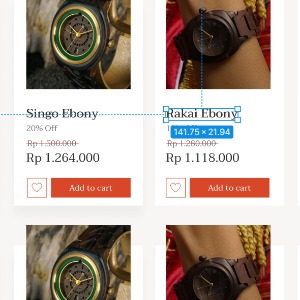 Singo Ebony
Rakai Ebony
20% Off
141.75 × 21.94
Rp 1.500.000
Rp 1.280.000
Rp 1.264.000
Rp 1.118.000
Add to cart
Add to cart